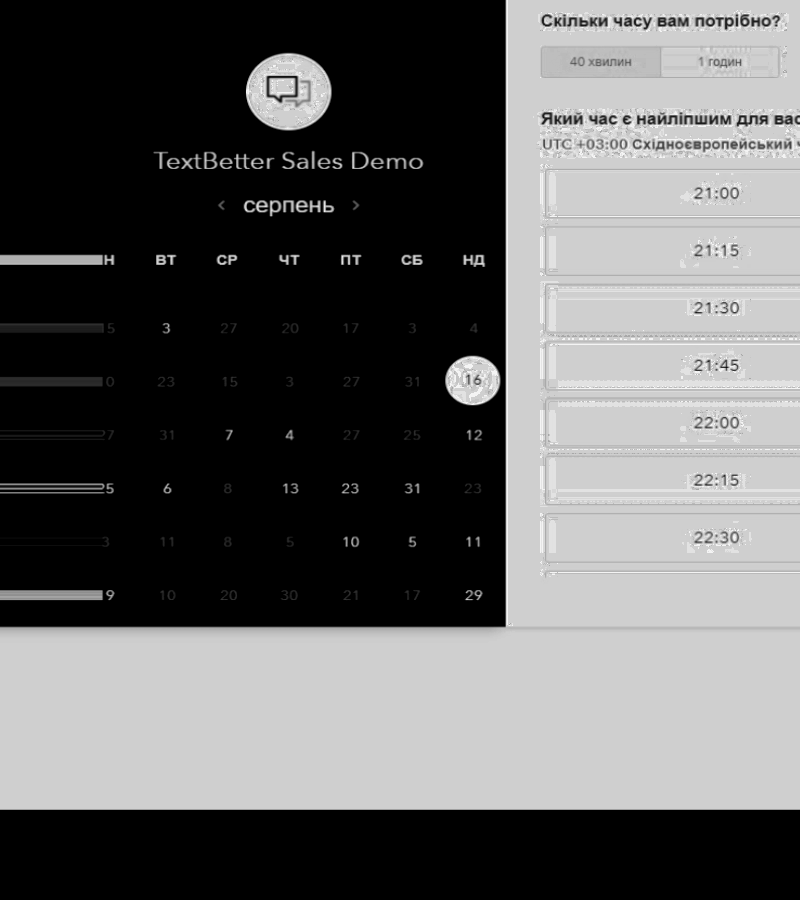 TextBetter Sales Demo
серпень
Н ВТ СР ЧТ ПТ СБ НД
5 3 27 20 17 3 4
0 23 15 3 27 31 16
7 31 7 4 27 25 12
5 6 8 13 23 31 23
3 11 8 5 10 5 11
9 10 20 30 21 17 29
Скільки часу вам потрібно?
40 хвилин 1 годин
Який час є найліпшим для вас
UTC +03:00 Східноєвропейський ч
21:00
21:15
21:30
21:45
22:00
22:15
22:30